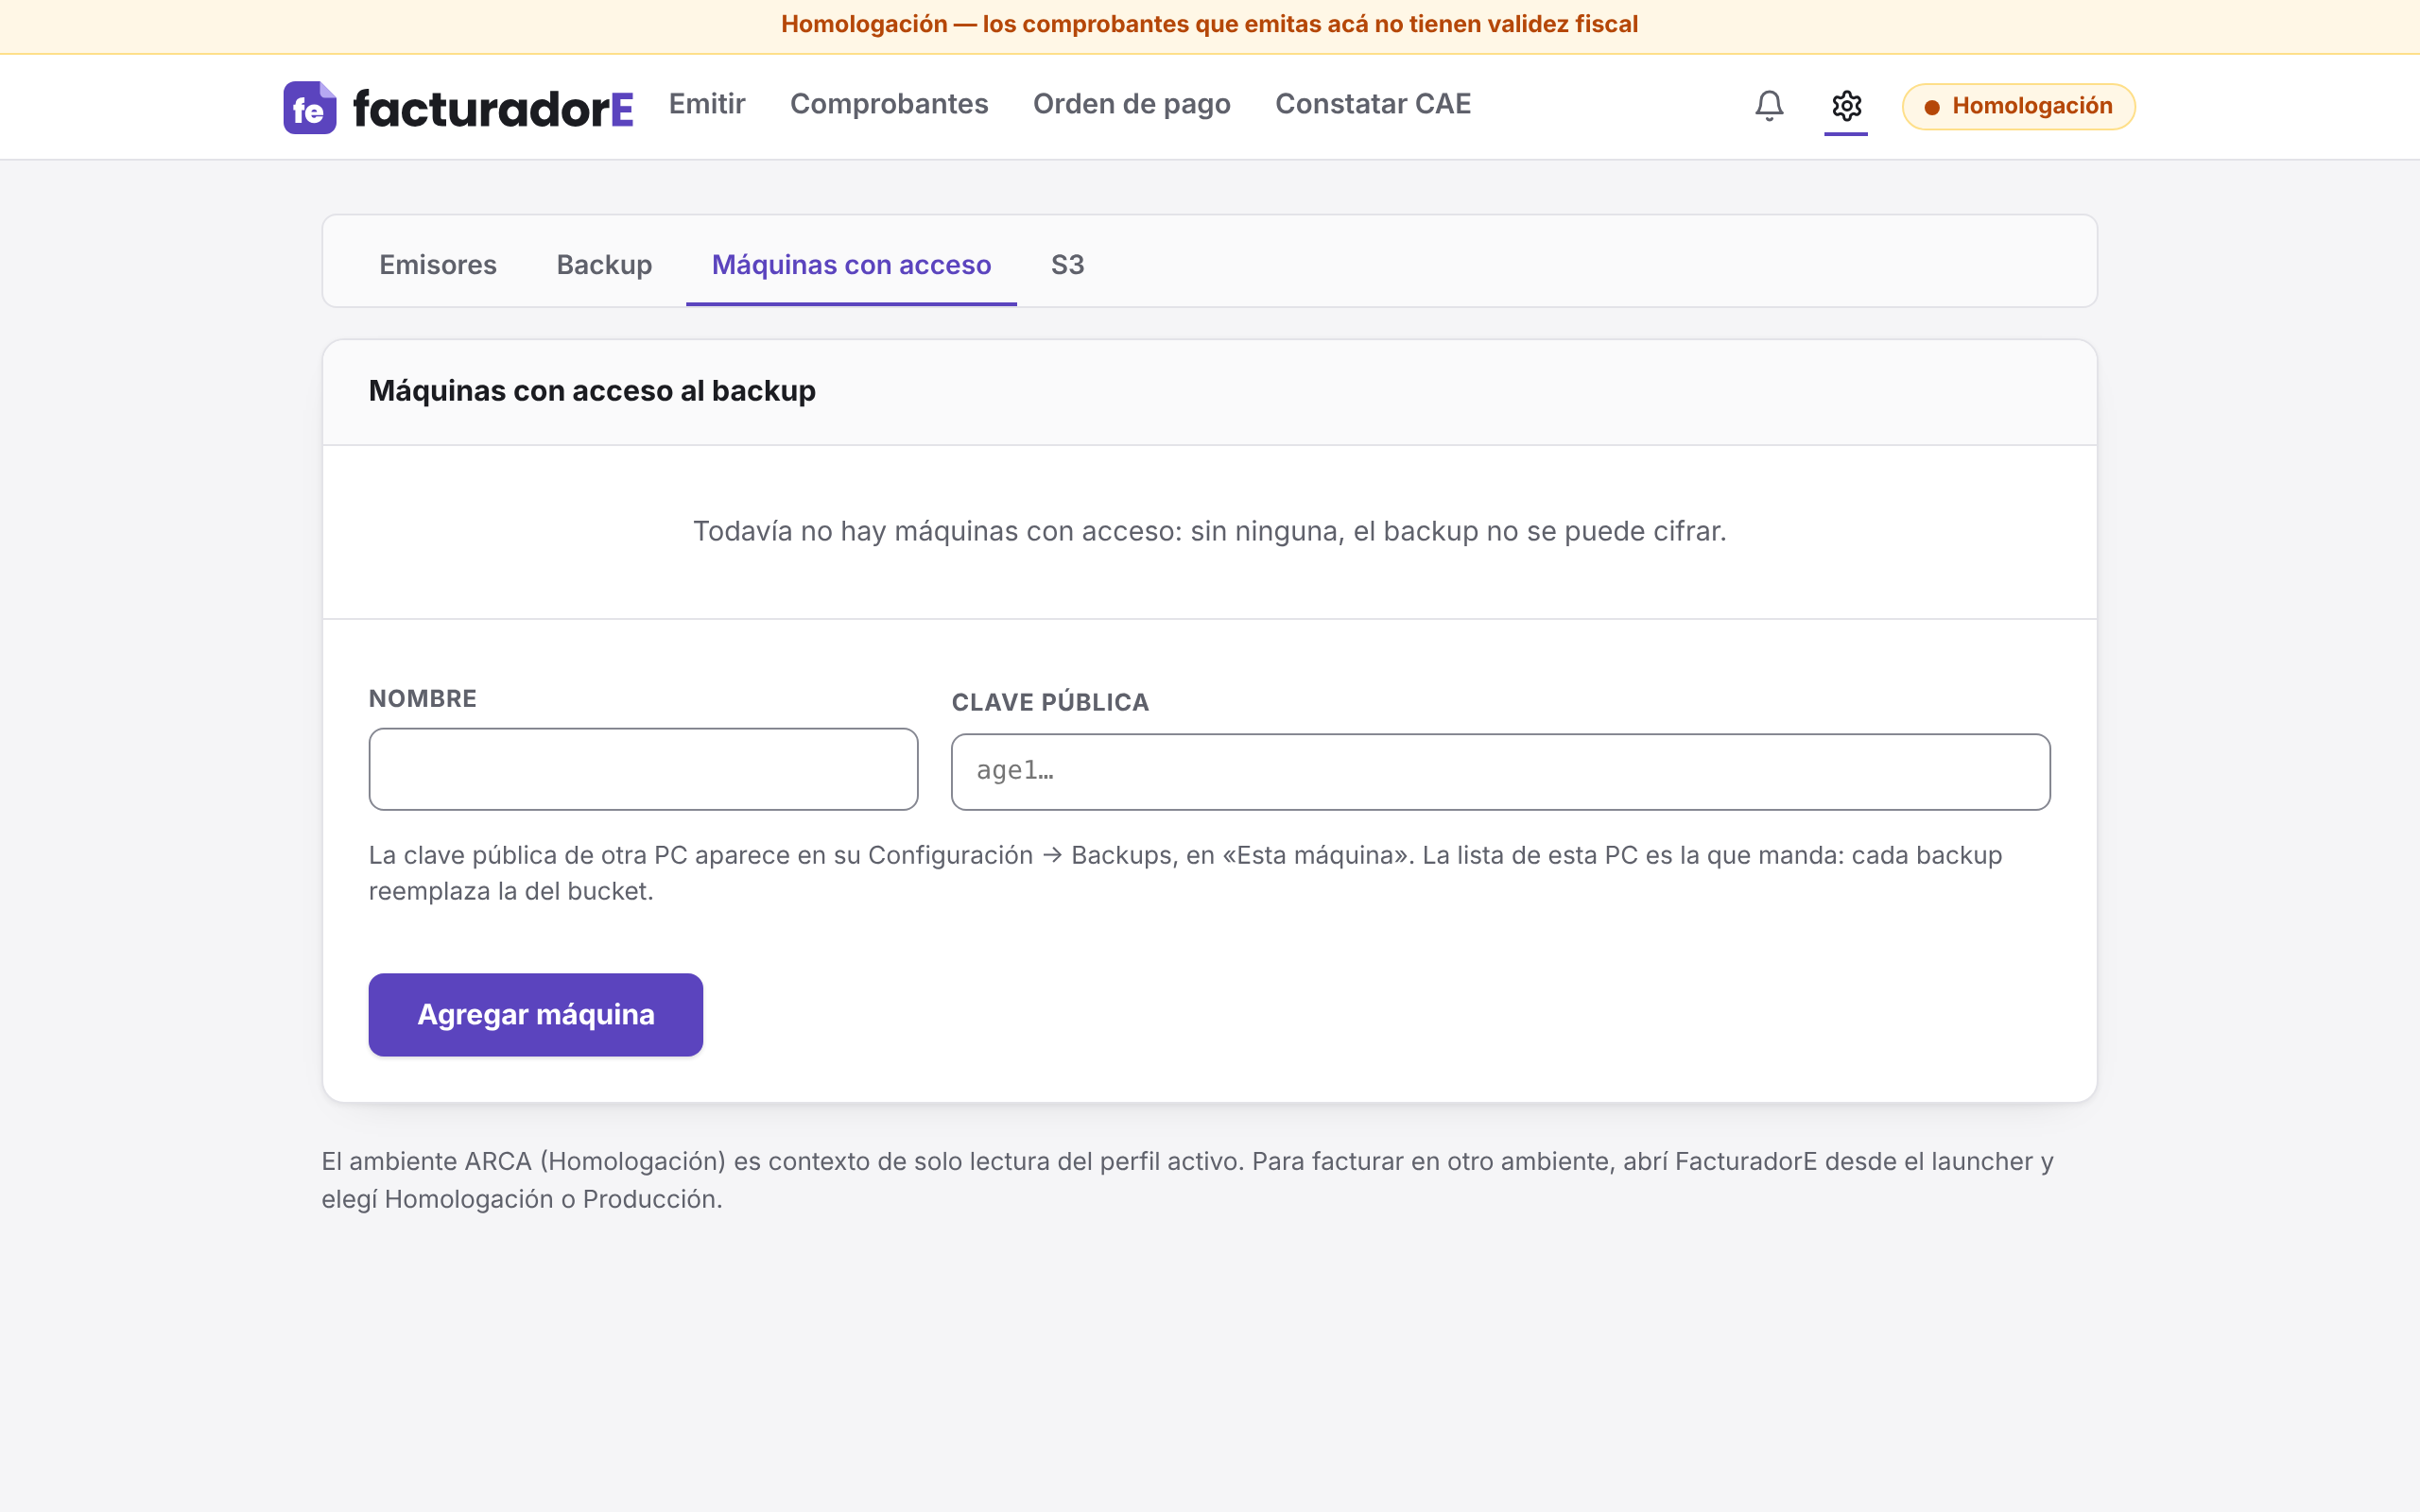 Homologación — los comprobantes que emitas acá no tienen validez fiscal
fe facturadorE Emitir Comprobantes Orden de pago Constatar CAE Homologación
Emisores Backup Máquinas con acceso S3
Máquinas con acceso al backup
Todavía no hay máquinas con acceso: sin ninguna, el backup no se puede cifrar.
NOMBRE CLAVE PÚBLICA
age1…
La clave pública de otra PC aparece en su Configuración → Backups, en «Esta máquina». La lista de esta PC es la que manda: cada backup
reemplaza la del bucket.
Agregar máquina
El ambiente ARCA (Homologación) es contexto de solo lectura del perfil activo. Para facturar en otro ambiente, abrí FacturadorE desde el launcher y
elegí Homologación o Producción.